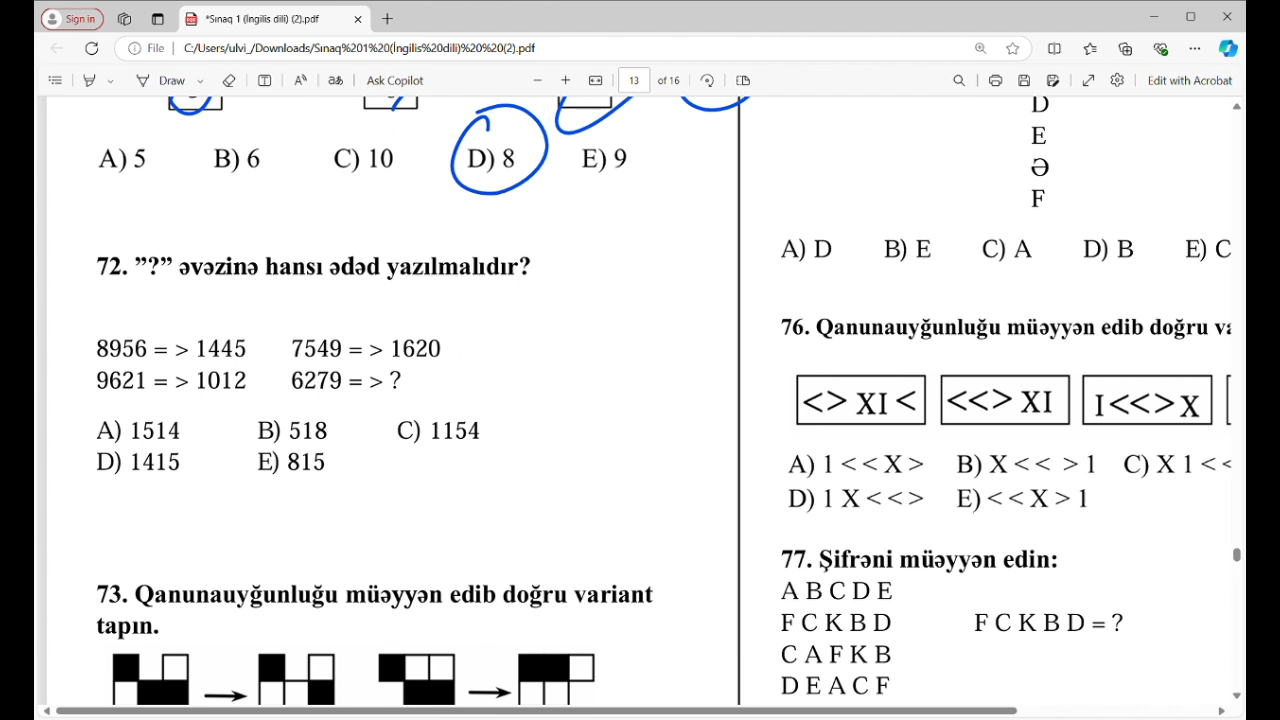 Sign in
*Sınaq 1 (İngilis dili) (2).pdf
File
C:/Users/ulvi_/Downloads/Sınaq%201%20(İngilis%20dili)%20%20(2).pdf
Draw
Ask Copilot
13 of 16
Edit with Acrobat
A) 5 B) 6 C) 10 D) 8 E) 9
72. ”?” əvəzinə hansı ədəd yazılmalıdır?
8956 = > 1445 7549 = > 1620
9621 = > 1012 6279 = > ?
A) 1514 B) 518 C) 1154
D) 1415 E) 815
73. Qanunauyğunluğu müəyyən edib doğru variant
tapın.
D
E
Ə
F
A) D B) E C) A D) B E) C
76. Qanunauyğunluğu müəyyən edib doğru
<> XI < <<> XI I<<> X
A) 1 < < X > B) X < < > 1 C) X 1 < <
D) 1 X < < > E) < < X > 1
77. Şifrəni müəyyən edin:
A B C D E
F C K B D F C K B D = ?
C A F K B
D E A C F